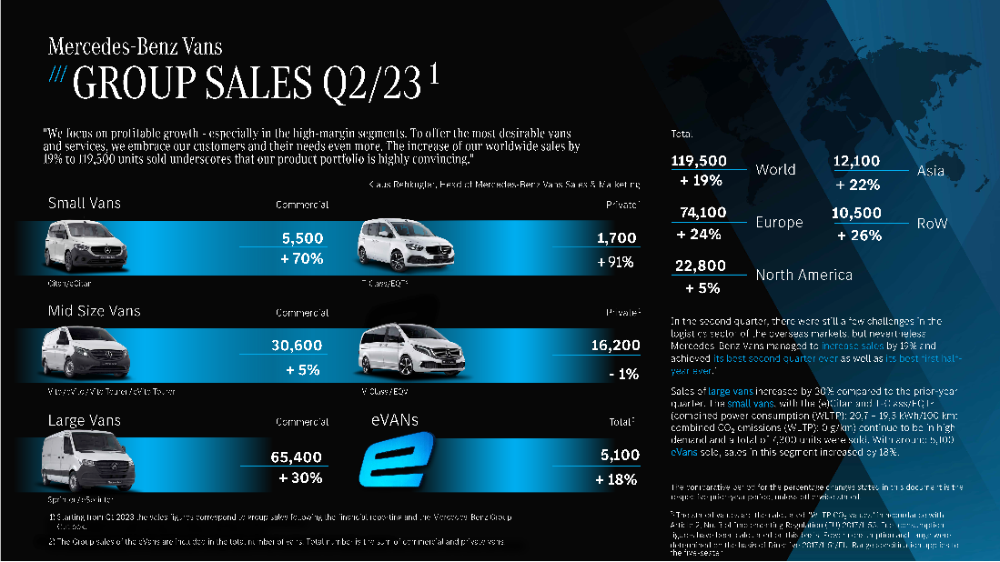 Mercedes-Benz Vans
/// GROUP SALES Q2/23 1
"We focus on profitable growth - especially in the high-margin segments. To offer the most desirable vans
and services, we embrace our customers and their needs even more. The increase of our worldwide sales by
19% to 119,500 units sold underscores that our product portfolio is highly convincing."
Klaus Rehkugler, Head of Mercedes-Benz Vans Sales & Marketing
Small Vans
Commercial
Private
5,500
+ 70%
1,700
+ 91%
Citan/eCitan
T-Class/EQT
Mid Size Vans
Commercial
Private
30,600
+ 5%
16,200
- 1%
Vito/eVito/Vito Tourer/eVito Tourer
V-Class/EQV
Large Vans
Commercial
eVANs
Total
65,400
+ 30%
5,100
+ 18%
Sprinter/eSprinter
1) Starting from Q1 2023 the sales figures correspond to group sales following the financial reporting and the Mercedes-Benz Group
Outlook.
2) The Group sales of the eVans are included in the total number of vans. Total number is the sum of commercial and private vans.
Total
119,500
+ 19%
World
12,100
+ 22%
Asia
74,100
+ 24%
Europe
10,500
+ 26%
RoW
22,800
+ 5%
North America
In the second quarter, there were still a few challenges in the
logistics sector of the overseas markets, but nevertheless
Mercedes-Benz Vans managed to increase sales by 19% and
achieved its best second quarter ever as well as its best first half-
year ever.
Sales of large vans increased by 30% compared to the prior-year
quarter. The small vans, with the (e)Citan and T-Class/EQT
(combined power consumption (WLTP): 20.7 – 19.3 kWh/100 km;
combined CO₂ emissions (WLTP): 0 g/km) continue to be in high
demand and a total of 7,300 units were sold. With around 5,100
eVans sold, sales in this segment increased by 18%.
The comparative period for the percentage changes stated in this document is the
respective prior-year period, unless otherwise stated
The stated values are the calculated "WLTP CO₂ values" in accordance with
Article 2, No. 3 of Implementing Regulation (EU) 2017/1153. Fuel consumption
figures have been calculated on this basis. Power consumption and range were
determined on the basis of Directive 2017/1151/EU. Range specification applies to
the five-seater